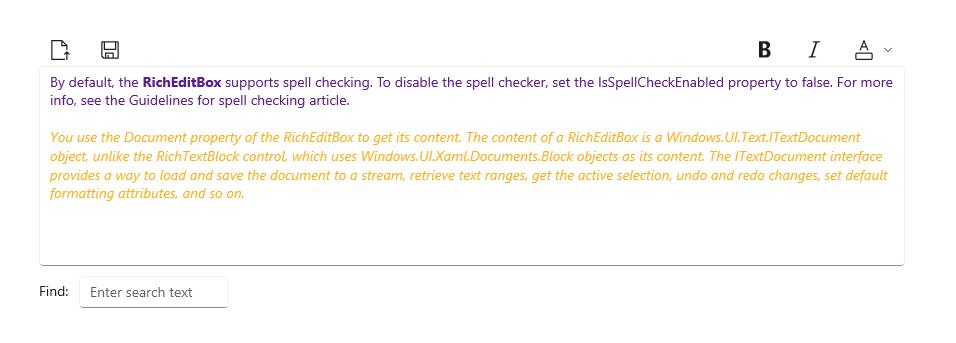 B I A
By default, the RichEditBox supports spell checking. To disable the spell checker, set the IsSpellCheckEnabled property to false. For more
info, see the Guidelines for spell checking article.
You use the Document property of the RichEditBox to get its content. The content of a RichEditBox is a Windows.UI.Text.ITextDocument
object, unlike the RichTextBlock control, which uses Windows.UI.Xaml.Documents.Block objects as its content. The ITextDocument interface
provides a way to load and save the document to a stream, retrieve text ranges, get the active selection, undo and redo changes, set default
formatting attributes, and so on.
Find: Enter search text